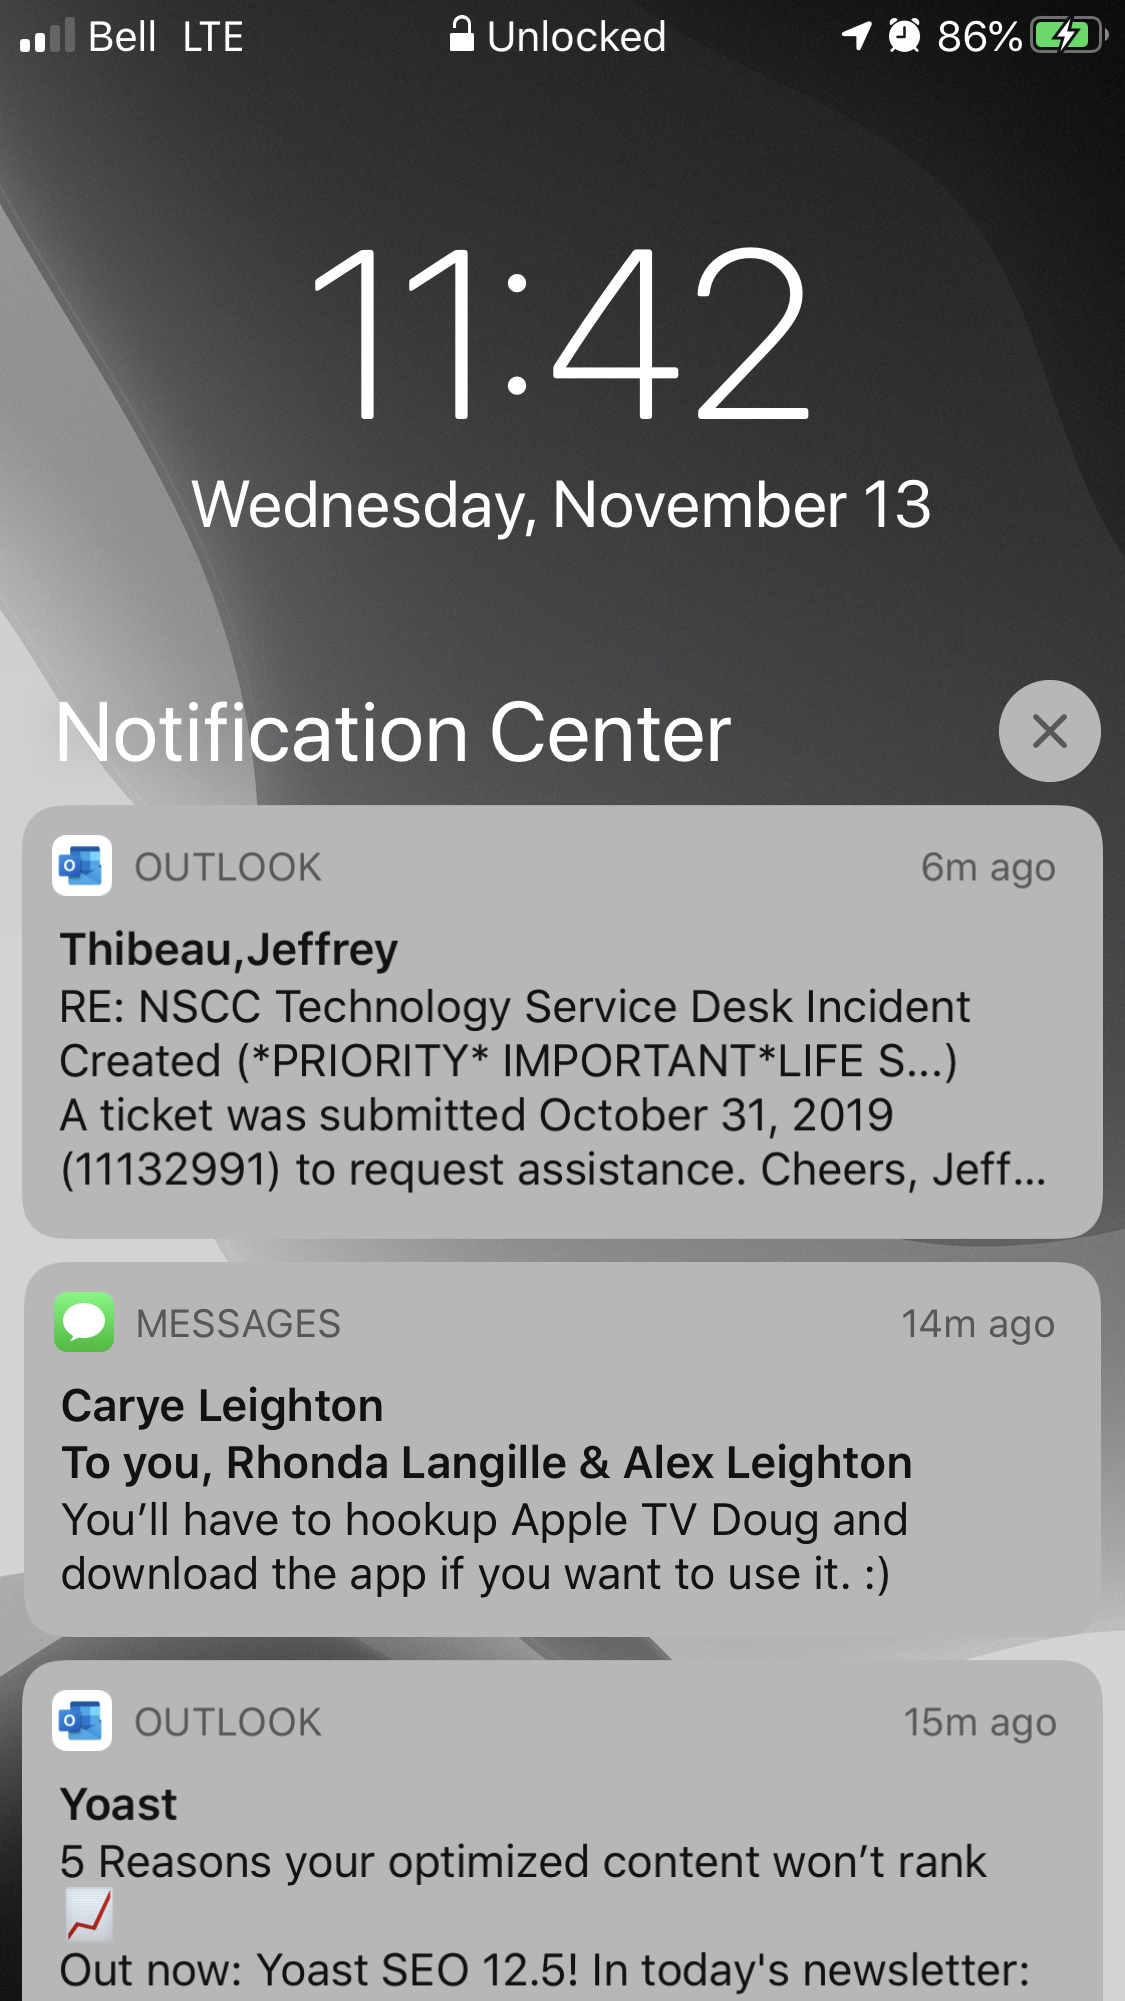 Bell LTE Unlocked 86%
11:42
Wednesday, November 13
Notification Center
OUTLOOK 6m ago
Thibeau,Jeffrey
RE: NSCC Technology Service Desk Incident
Created (*PRIORITY* IMPORTANT*LIFE S...)
A ticket was submitted October 31, 2019
(11132991) to request assistance. Cheers, Jeff...
MESSAGES 14m ago
Carye Leighton
To you, Rhonda Langille & Alex Leighton
You’ll have to hookup Apple TV Doug and
download the app if you want to use it. :)
OUTLOOK 15m ago
Yoast
5 Reasons your optimized content won’t rank
📈
Out now: Yoast SEO 12.5! In today's newsletter: